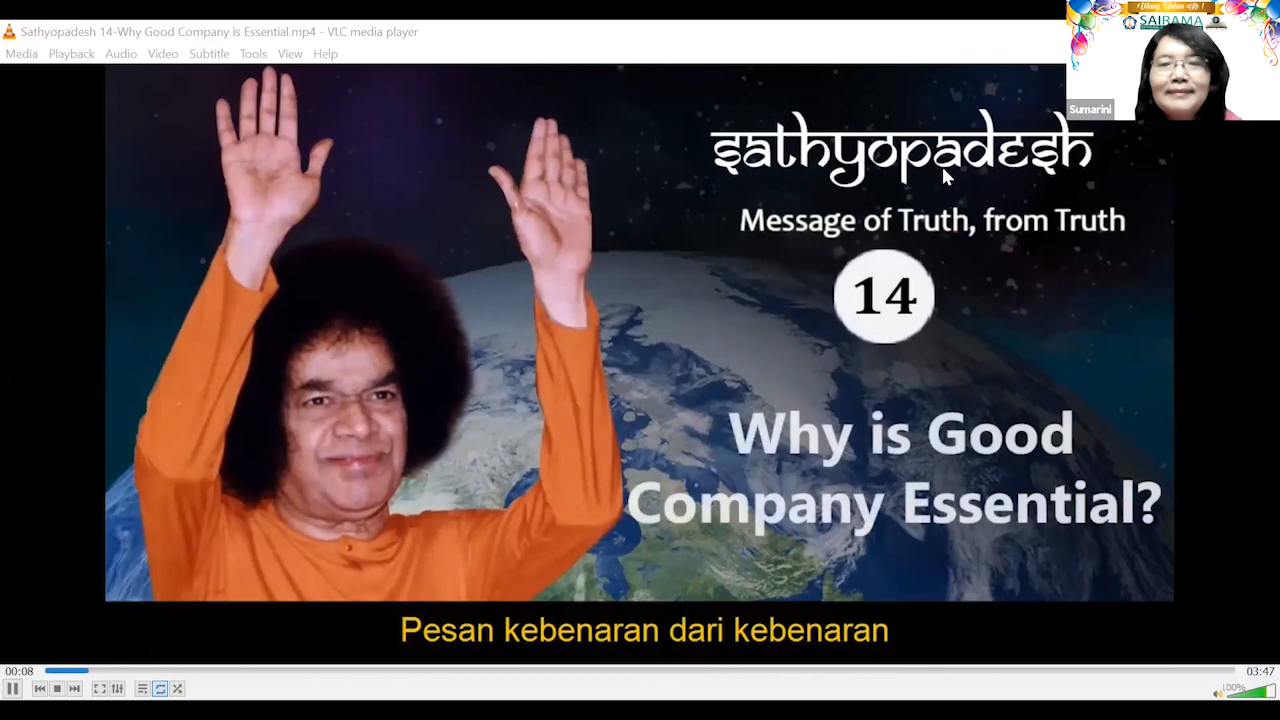 Sathyopadesh 14-Why Good Company is Essential.mp4 - VLC media player
Media Playback Audio Video Subtitle Tools View Help
Ulang Tahun
SAIRAMA
Sumarini
sathyopadesh
Message of Truth, from Truth
14
Why is Good
Company Essential?
Pesan kebenaran dari kebenaran
00:08
03:47
100%